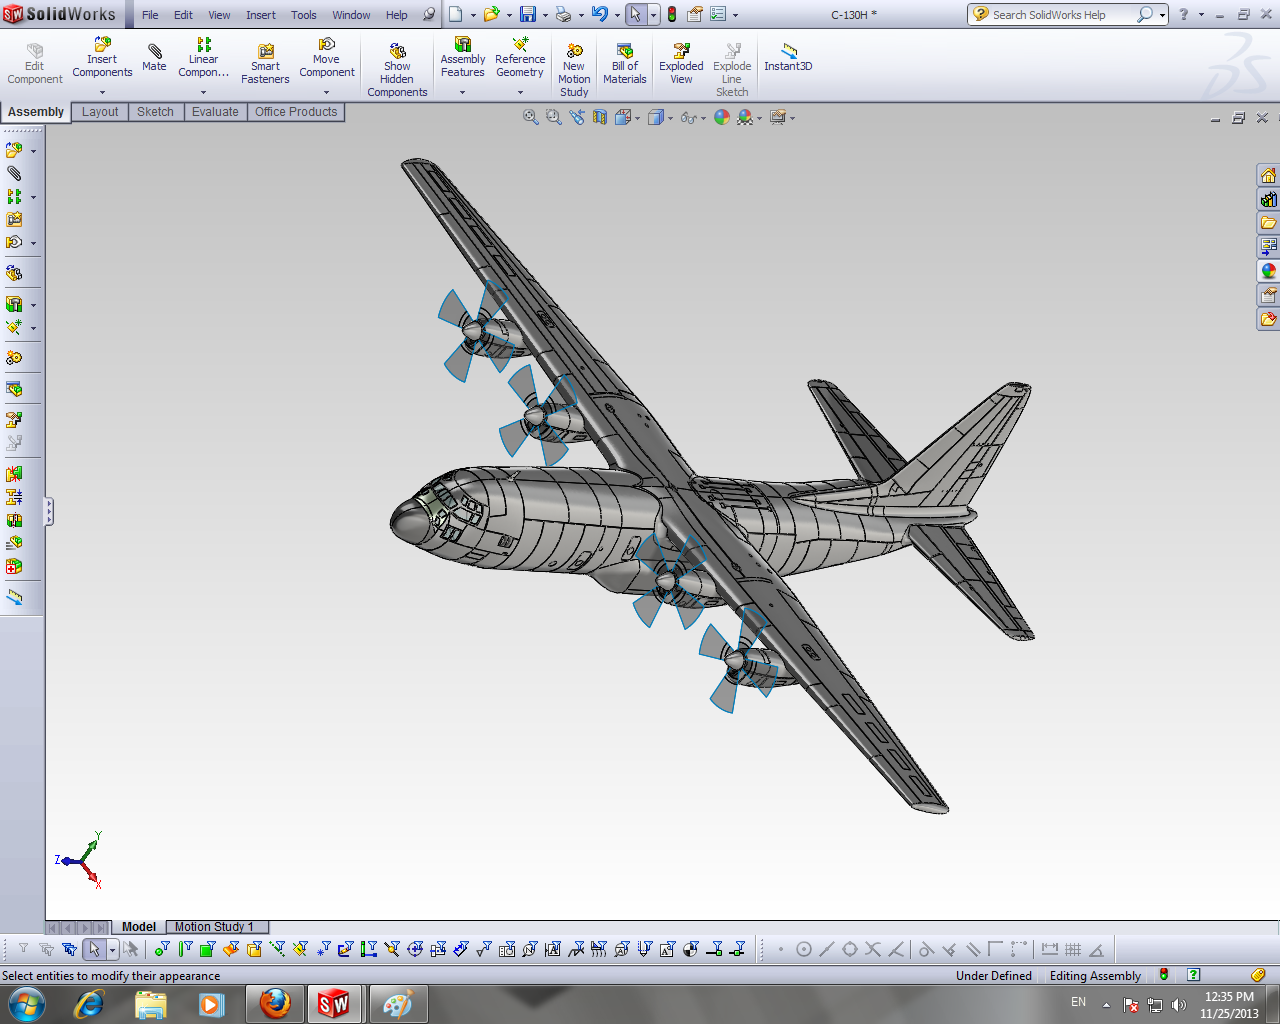 SW SolidWorks File Edit View Insert Tools Window Help C-130H * Search SolidWorks Help
Edit Component
Insert Components
Mate
Linear Compon...
Smart Fasteners
Move Component
Show Hidden Components
Assembly Features
Reference Geometry
New Motion Study
Bill of Materials
Exploded View
Explode Line Sketch
Instant3D
Assembly Layout Sketch Evaluate Office Products
Y
Z
X
Model Motion Study 1
Select entities to modify their appearance Under Defined Editing Assembly
SW EN 12:35 PM
11/25/2013